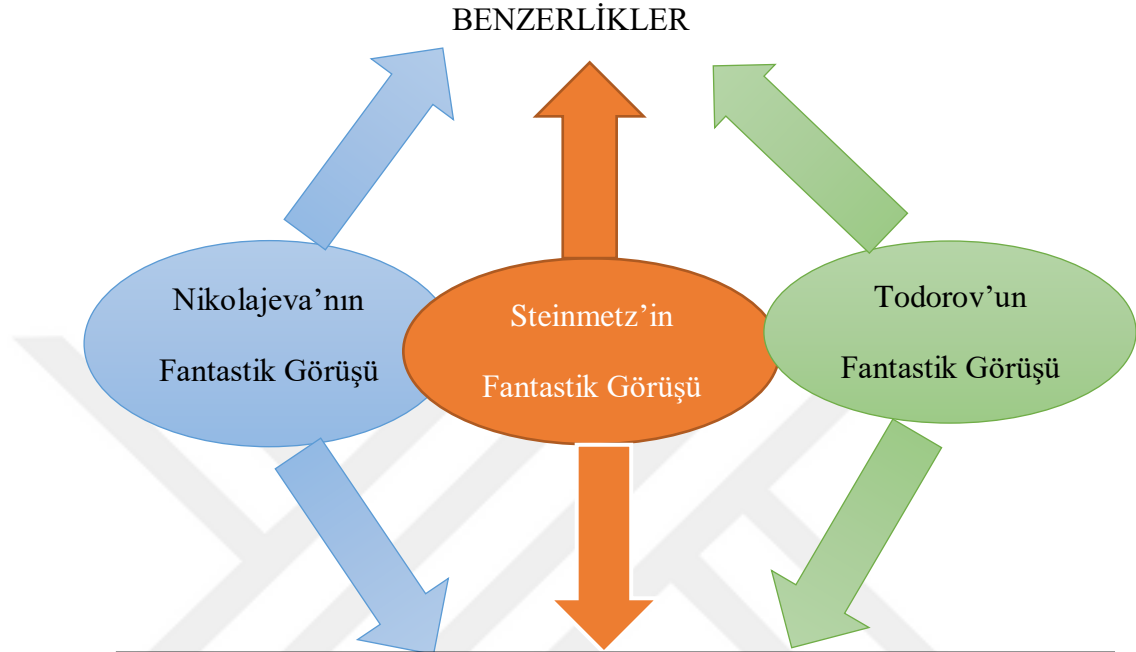 BENZERLİKLER
Nikolajeva’nın
Fantastik Görüşü
Steinmetz’in
Fantastik Görüşü
Todorov’un
Fantastik Görüşü